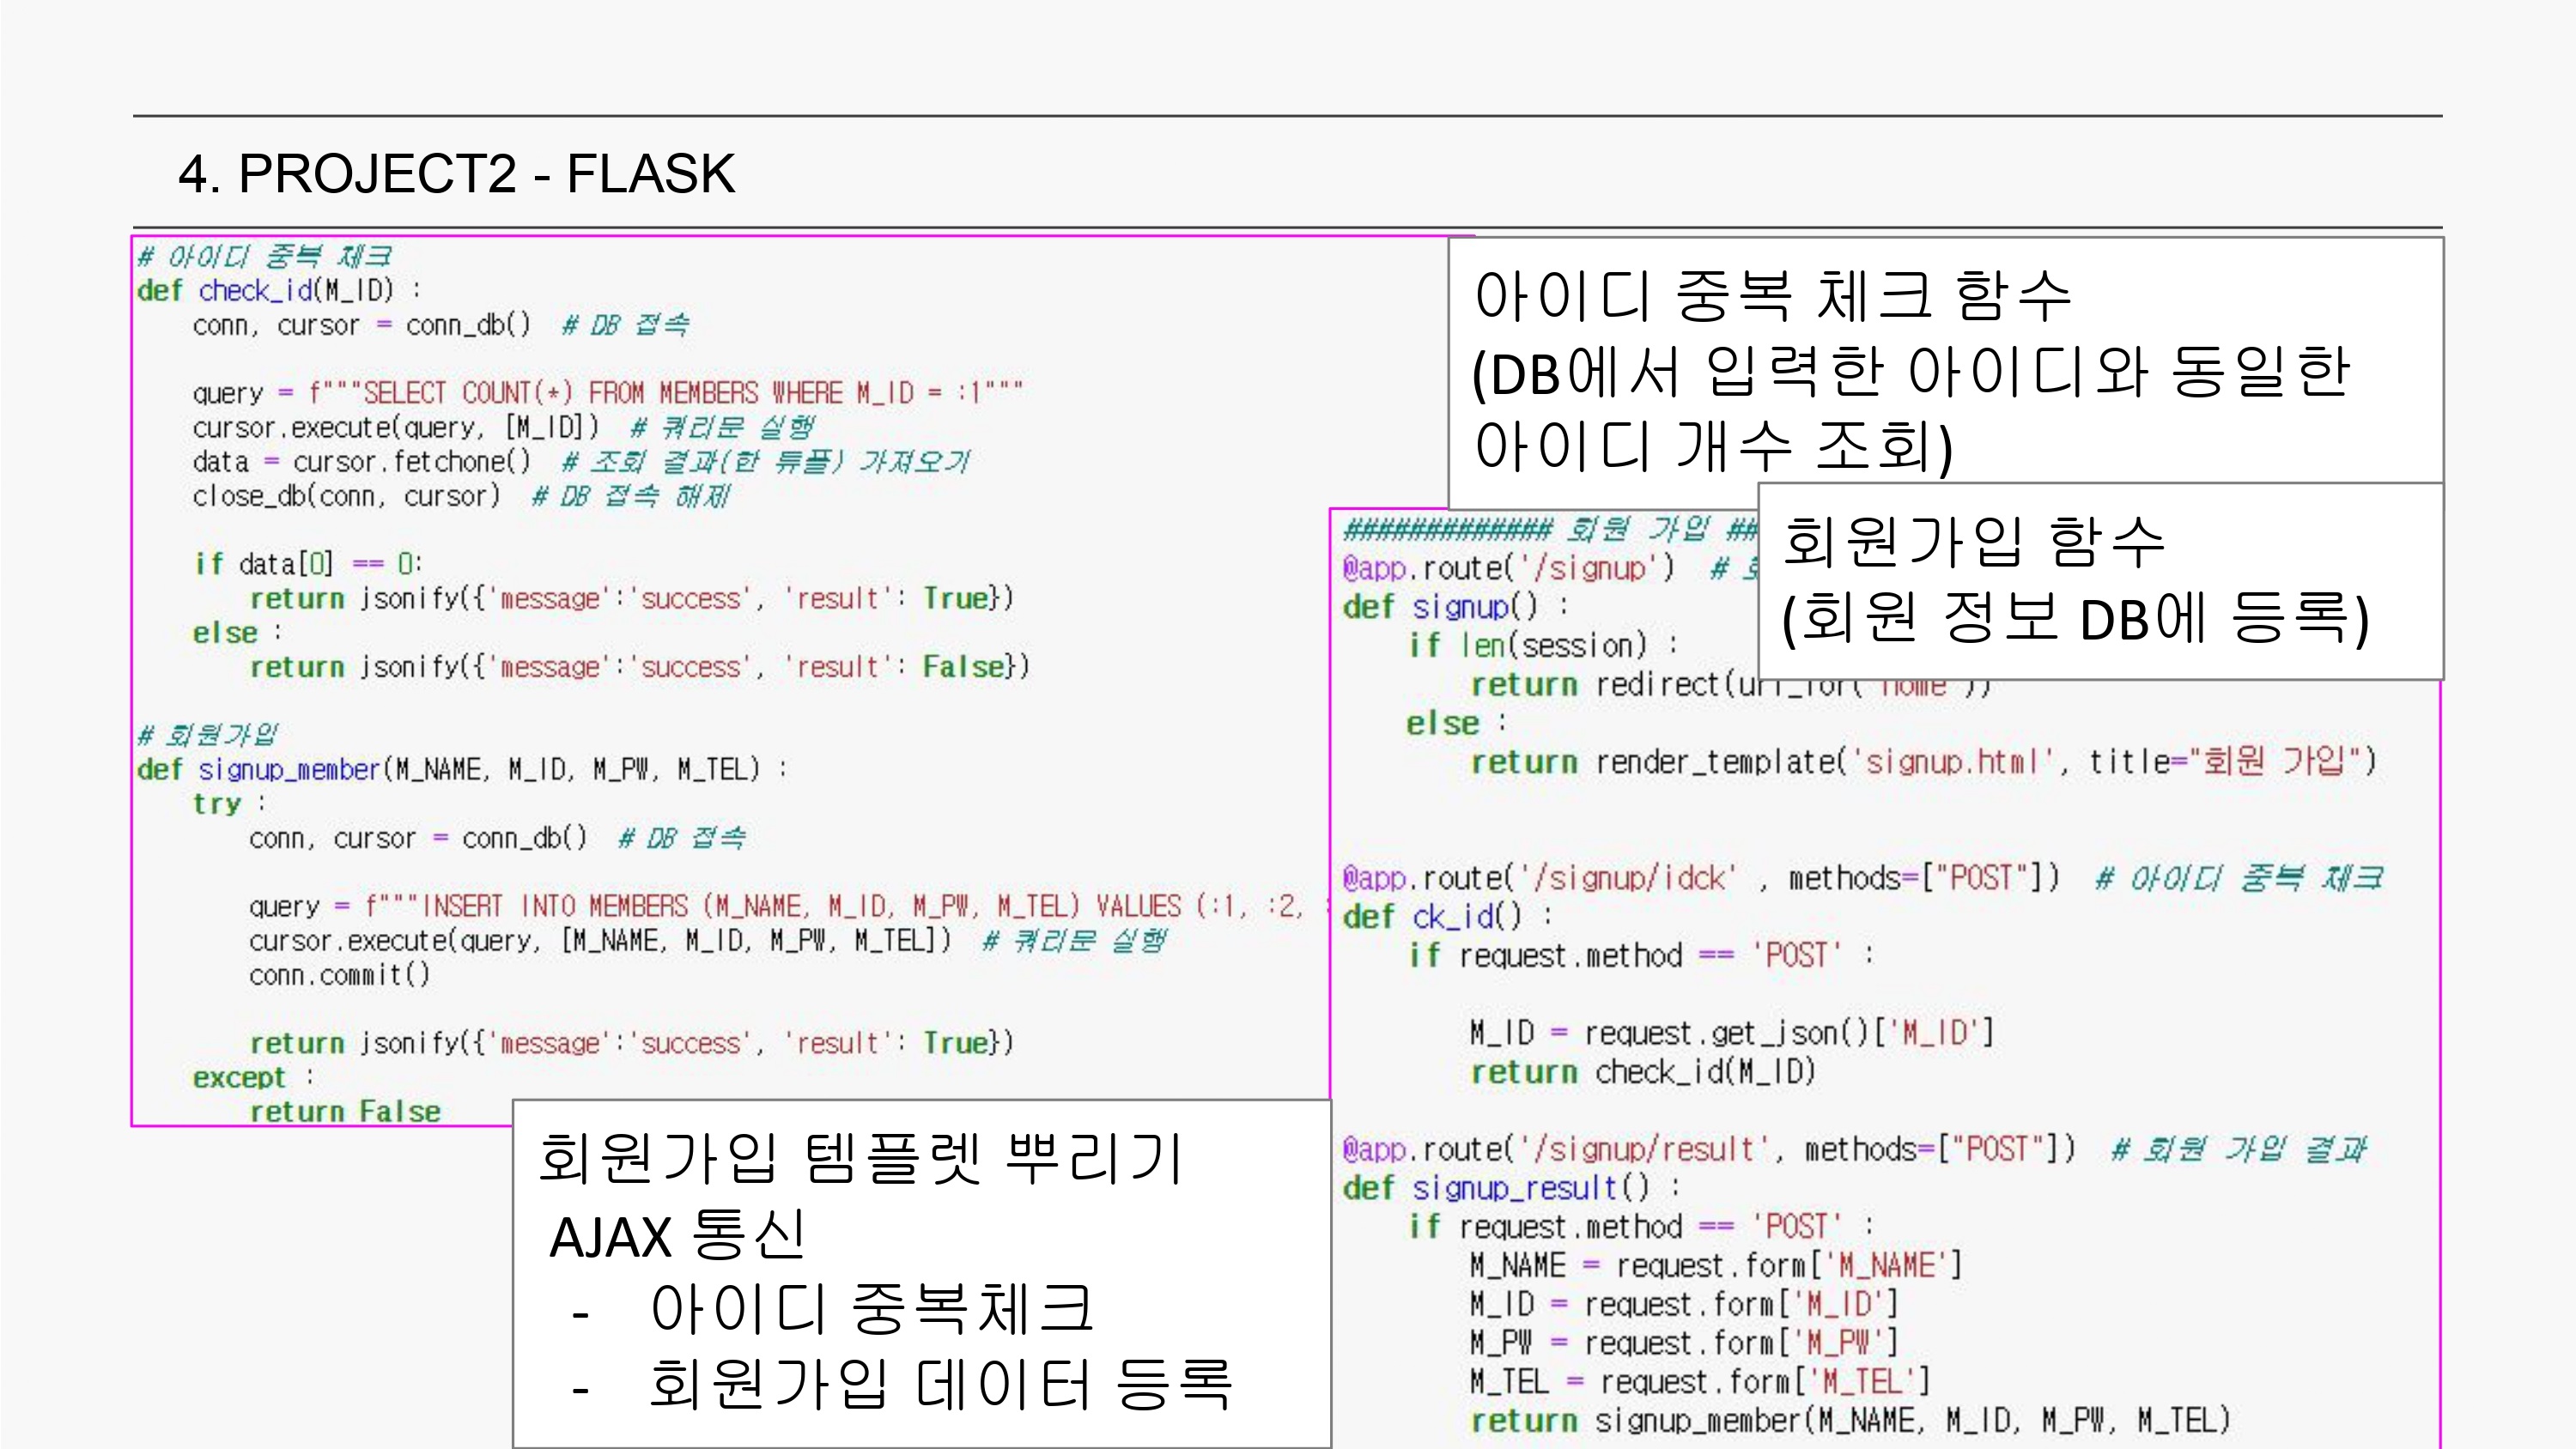 4. PROJECT2 - FLASK
# 아이디 중복 체크
def check_id(M_ID) :
conn, cursor = conn_db() # DB 접속
query = f"""SELECT COUNT(*) FROM MEMBERS WHERE M_ID = :1"""
cursor.execute(query, [M_ID]) # 쿼리문 실행
data = cursor.fetchone() # 조회 결과(한 튜플) 가져오기
close_db(conn, cursor) # DB 접속 해제
if data[0] == 0:
return jsonify({'message':'success', 'result': True})
else :
return jsonify({'message':'success', 'result': False})
# 회원가입
def signup_member(M_NAME, M_ID, M_PW, M_TEL) :
try :
conn, cursor = conn_db() # DB 접속
query = f"""INSERT INTO MEMBERS (M_NAME, M_ID, M_PW, M_TEL) VALUES (:1, :2,
cursor.execute(query, [M_NAME, M_ID, M_PW, M_TEL]) # 쿼리문 실행
conn.commit()
return jsonify({'message':'success', 'result': True})
except :
return False
아이디 중복 체크 함수
(DB에서 입력한 아이디와 동일한
아이디 개수 조회)
회원가입 함수
(회원 정보 DB에 등록)
############# 회원 가입 ##
@app.route('/signup') #
def signup() :
if len(session) :
return redirect(url_for('home'))
else :
return render_template('signup.html', title="회원 가입")
@app.route('/signup/idck' , methods=["POST"]) # 아이디 중복 체크
def ck_id() :
if request.method == 'POST' :
M_ID = request.get_json()['M_ID']
return check_id(M_ID)
@app.route('/signup/result', methods=["POST"]) # 회원 가입 결과
def signup_result() :
if request.method == 'POST' :
M_NAME = request.form['M_NAME']
M_ID = request.form['M_ID']
M_PW = request.form['M_PW']
M_TEL = request.form['M_TEL']
return signup_member(M_NAME, M_ID, M_PW, M_TEL)
회원가입 템플렛 뿌리기
AJAX 통신
- 아이디 중복체크
- 회원가입 데이터 등록